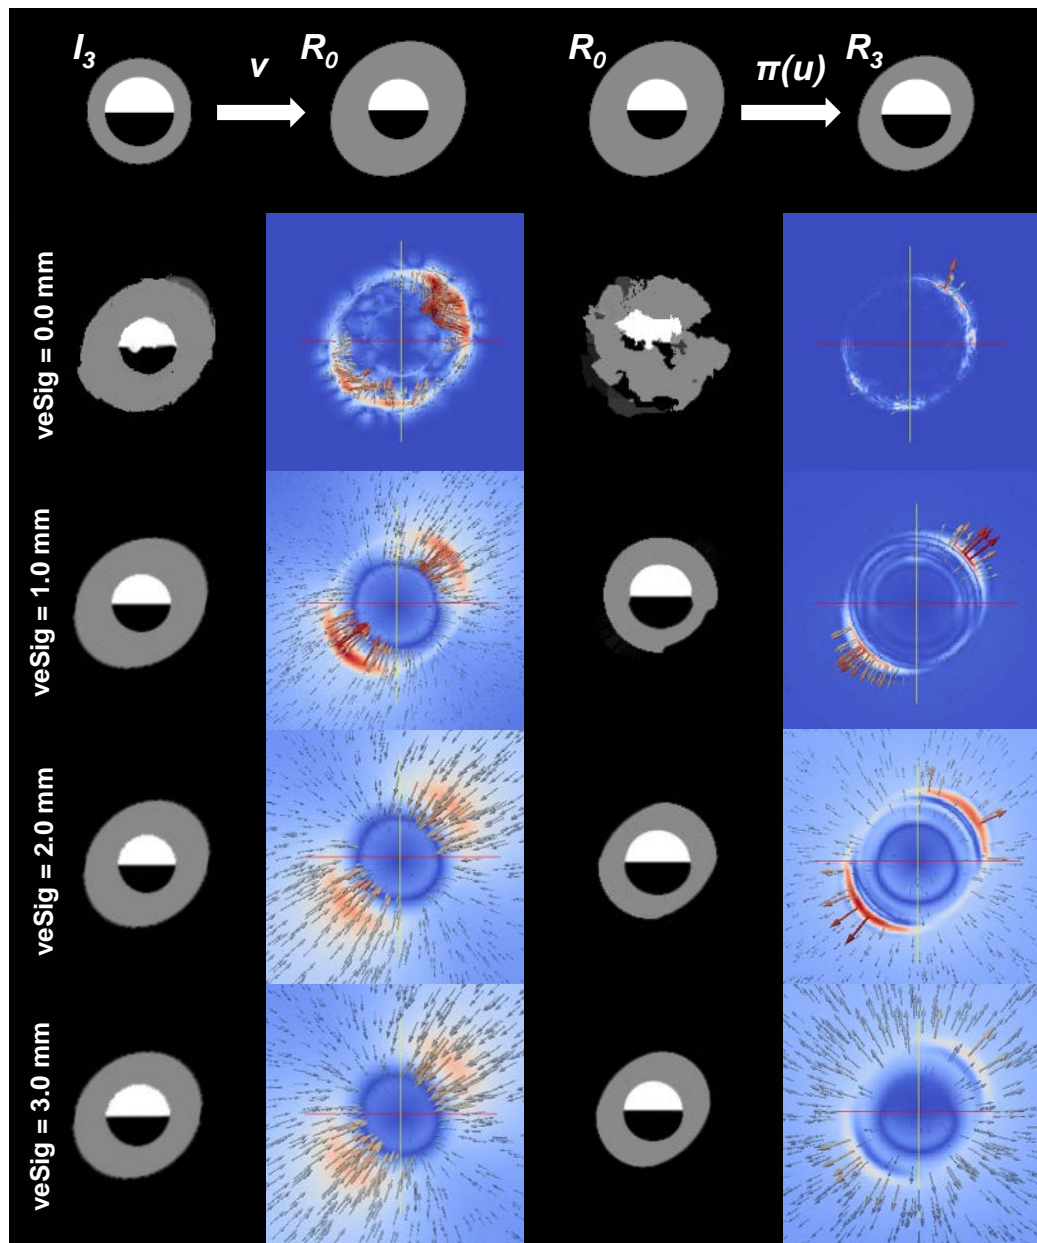 I₃ v R₀ R₀ π(u) R₃
veSig = 0.0 mm
veSig = 1.0 mm
veSig = 2.0 mm
veSig = 3.0 mm